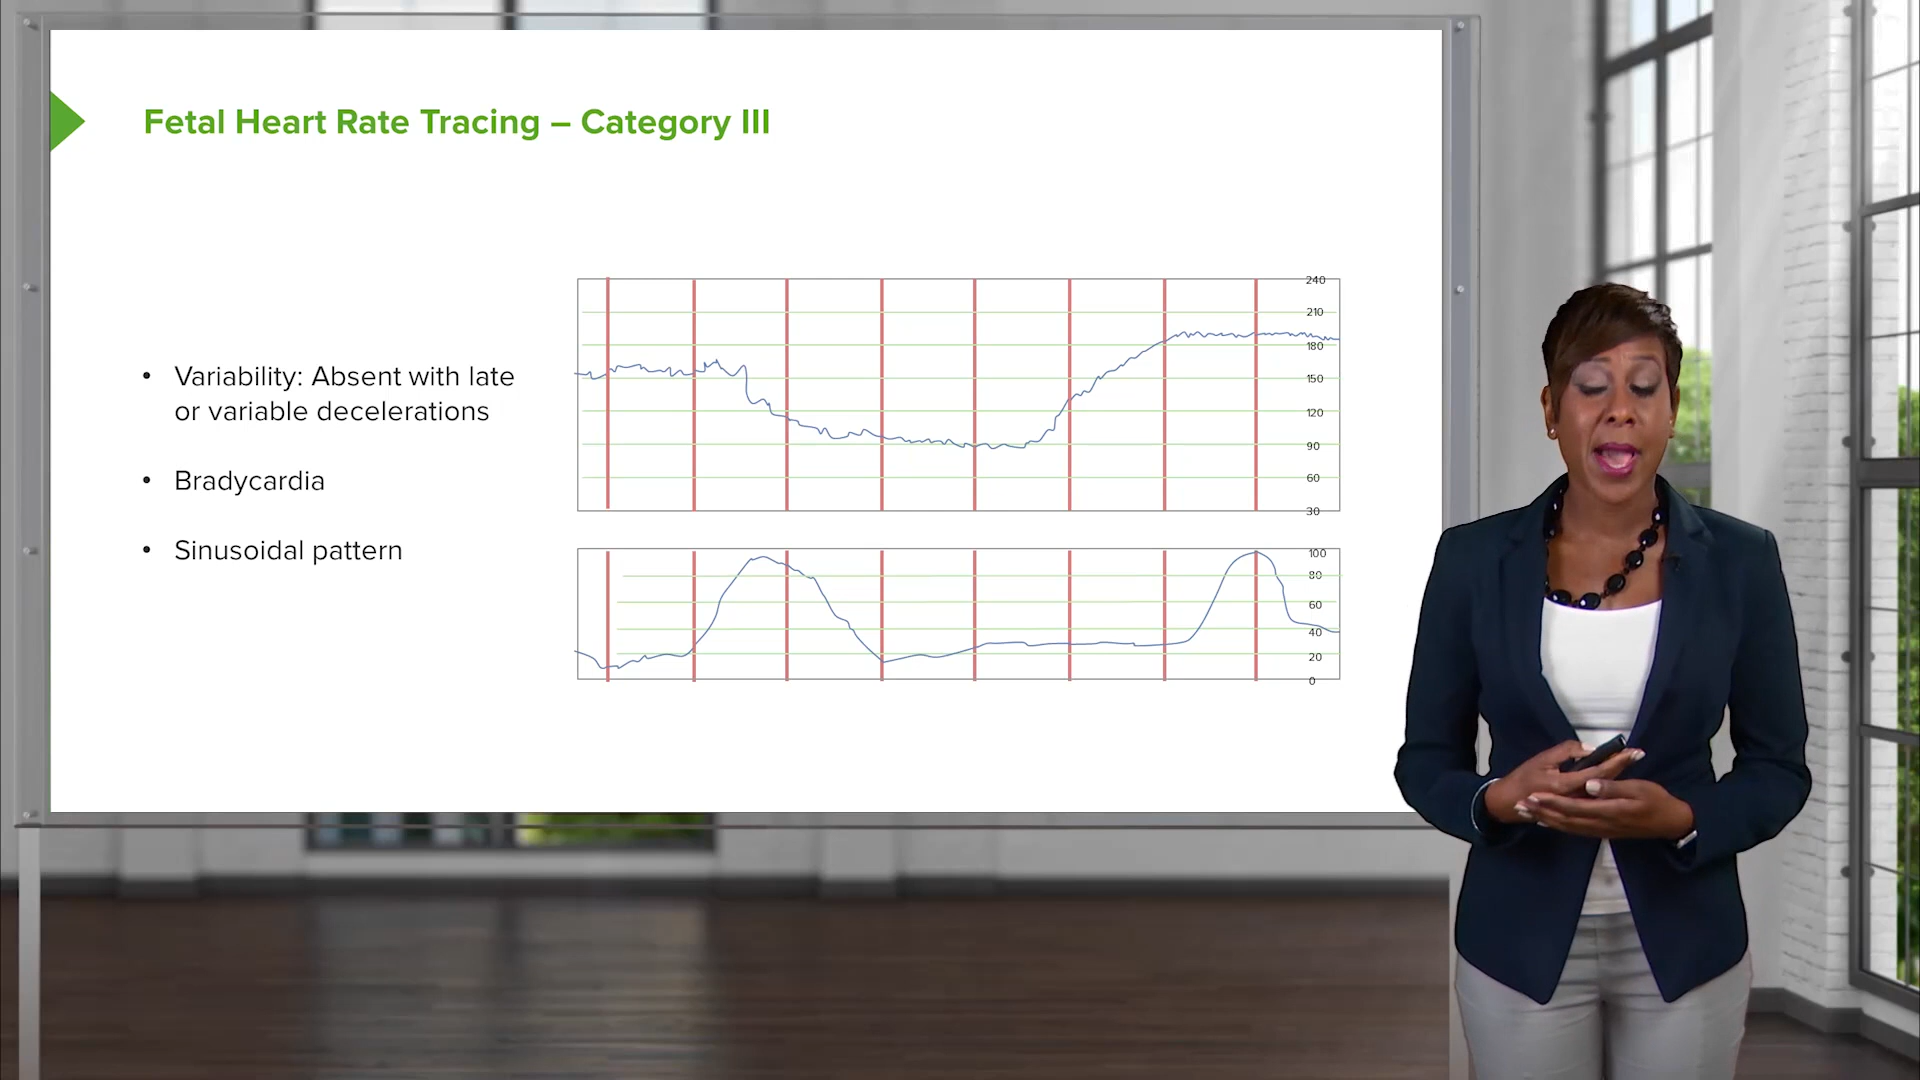 Fetal Heart Rate Tracing – Category III
• Variability: Absent with late
or variable decelerations
• Bradycardia
• Sinusoidal pattern
240
210
180
150
120
90
60
30
100
80
60
40
20
0